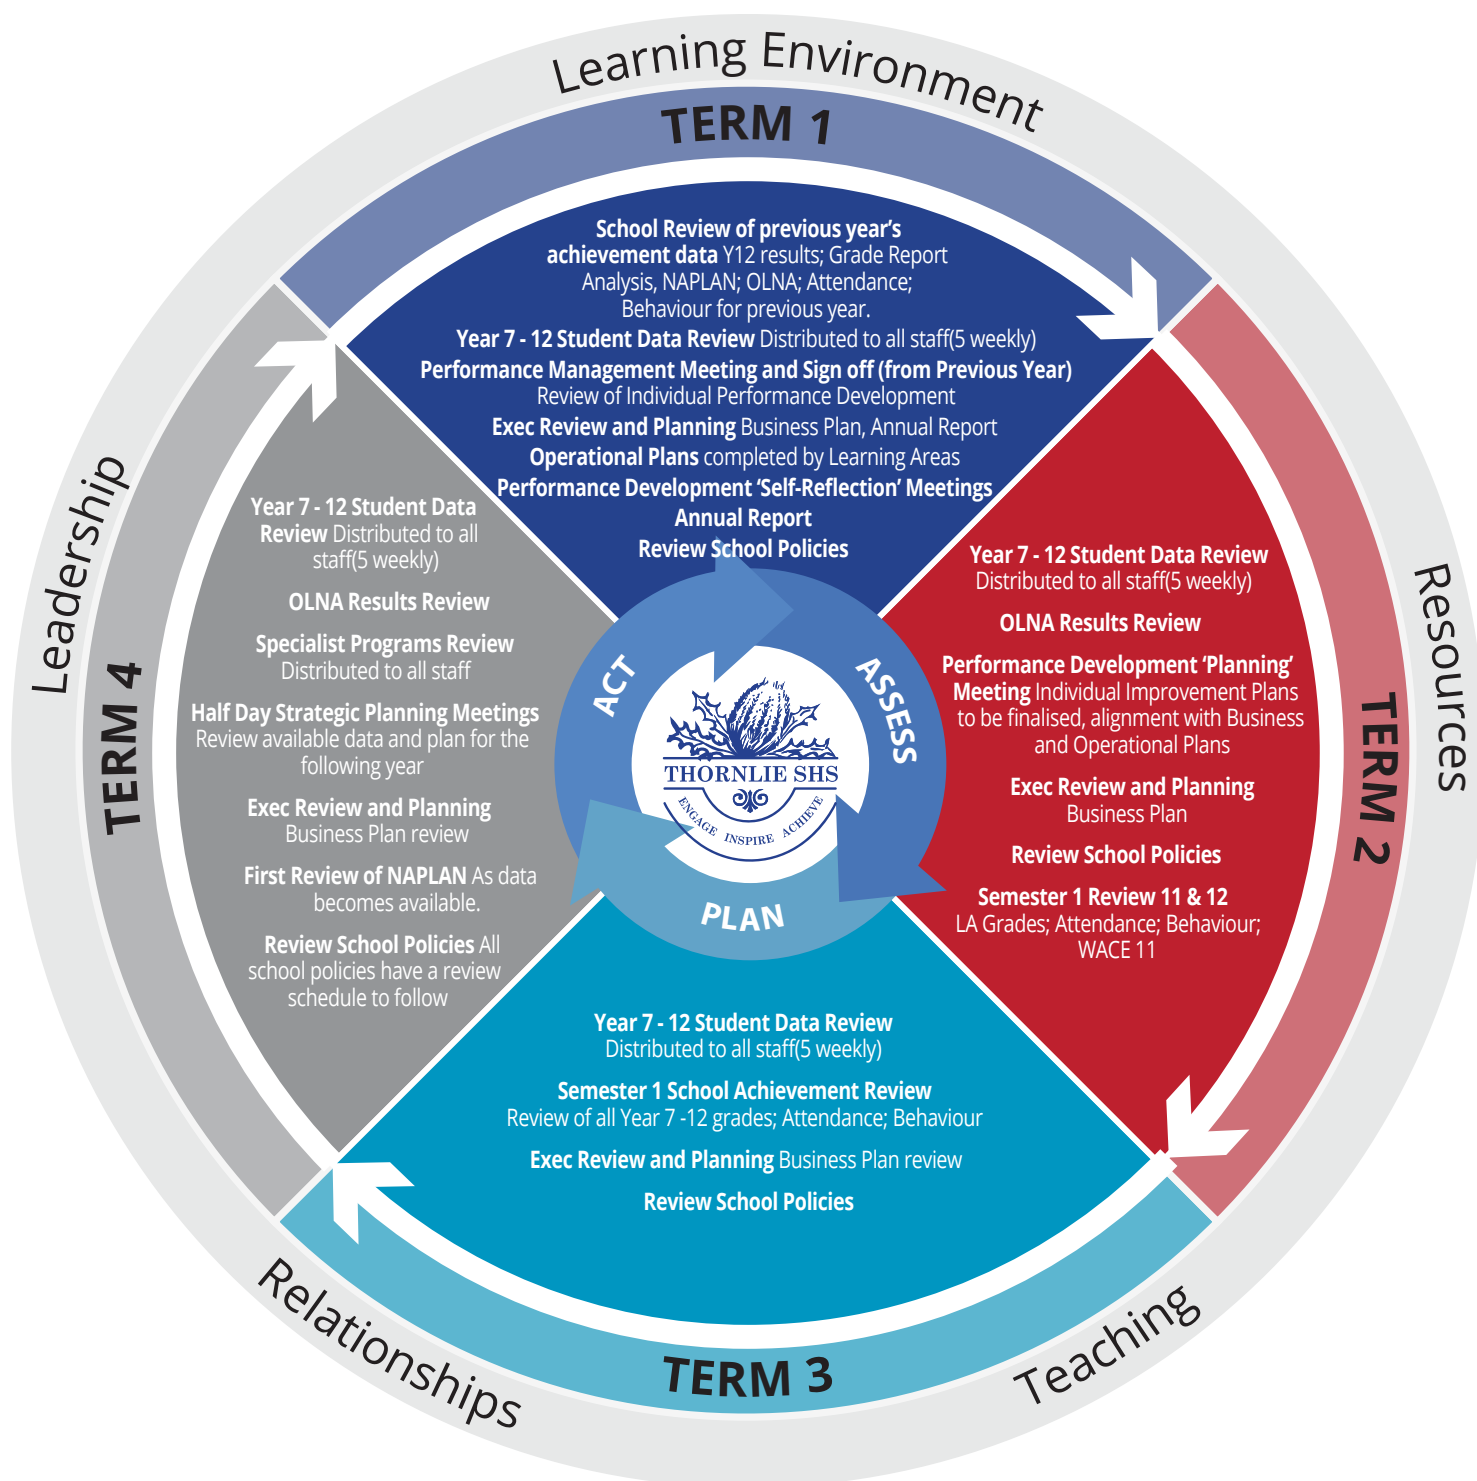 Learning Environment
TERM 1
School Review of previous year’s
achievement data Y12 results; Grade Report
Analysis, NAPLAN; OLNA; Attendance;
Behaviour for previous year.
Year 7 - 12 Student Data Review Distributed to all staff(5 weekly)
Performance Management Meeting and Sign off (from Previous Year)
Review of Individual Performance Development
Exec Review and Planning Business Plan, Annual Report
Operational Plans completed by Learning Areas
Performance Development ‘Self-Reflection’ Meetings
Annual Report
Review School Policies
Resources
TERM 2
Year 7 - 12 Student Data Review
Distributed to all staff(5 weekly)
OLNA Results Review
Performance Development ‘Planning’
Meeting Individual Improvement Plans
to be finalised, alignment with Business
and Operational Plans
Exec Review and Planning
Business Plan
Review School Policies
Semester 1 Review 11 & 12
LA Grades; Attendance; Behaviour;
WACE 11
Teaching
TERM 3
Year 7 - 12 Student Data Review
Distributed to all staff(5 weekly)
Semester 1 School Achievement Review
Review of all Year 7 -12 grades; Attendance; Behaviour
Exec Review and Planning Business Plan review
Review School Policies
Relationships
Leadership
TERM 4
Year 7 - 12 Student Data
Review Distributed to all
staff(5 weekly)
OLNA Results Review
Specialist Programs Review
Distributed to all staff
Half Day Strategic Planning Meetings
Review available data and plan for the
following year
Exec Review and Planning
Business Plan review
First Review of NAPLAN As data
becomes available.
Review School Policies All
school policies have a review
schedule to follow
ACT
ASSESS
PLAN
THORNLIE SHS
ENGAGE INSPIRE ACHIEVE